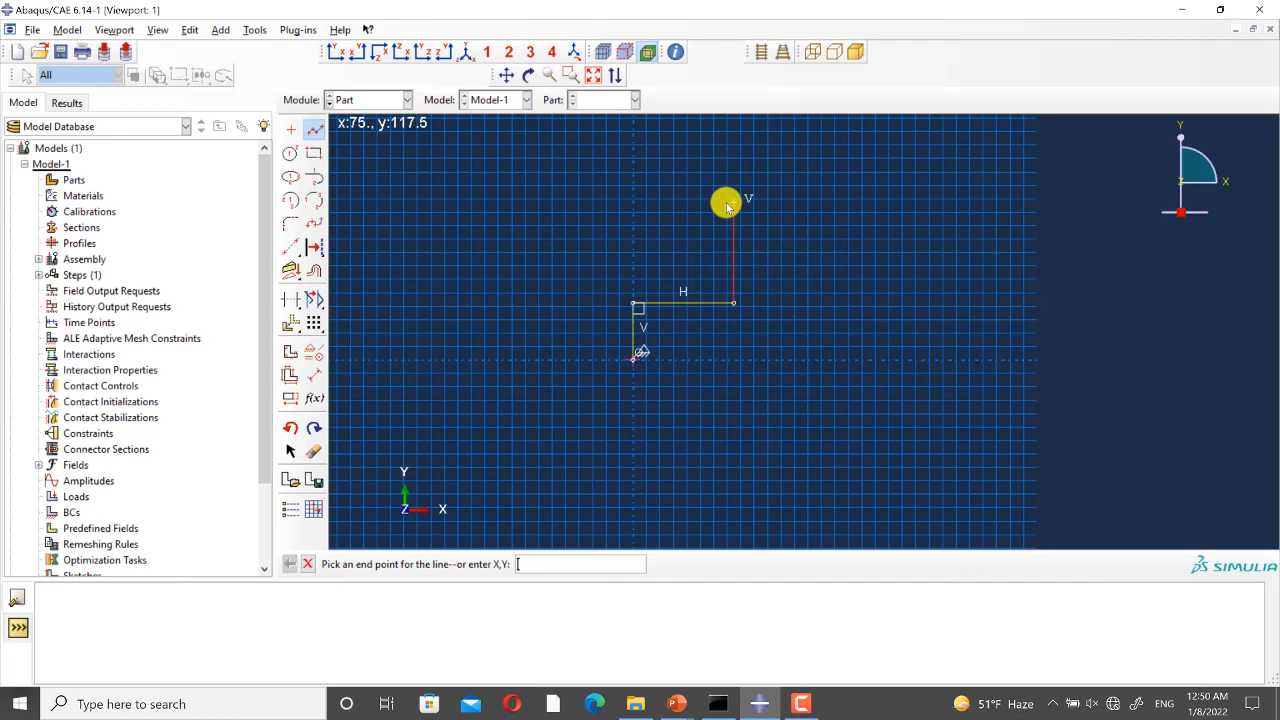 Abaqus/CAE 6.14-1 [Viewport: 1]
File Model Viewport View Edit Add Tools Plug-ins Help
1 2 3 4
All
Model Results
Module: Part Model: Model-1 Part:
Model Database
x:75., y:117.5
Models (1)
Model-1
Parts
Materials
Calibrations
Sections
Profiles
Assembly
Steps (1)
Field Output Requests
History Output Requests
Time Points
ALE Adaptive Mesh Constraints
Interactions
Interaction Properties
Contact Controls
Contact Initializations
Contact Stabilizations
Constraints
Connector Sections
Fields
Amplitudes
Loads
BCs
Predefined Fields
Remeshing Rules
Optimization Tasks
Sketches
f(x)
V
H
V
Y
Z X
Y
Z X
Pick an end point for the line--or enter X,Y:
SIMULIA
>>>
Type here to search
51°F Haze
ENG
12:50 AM
1/8/2022